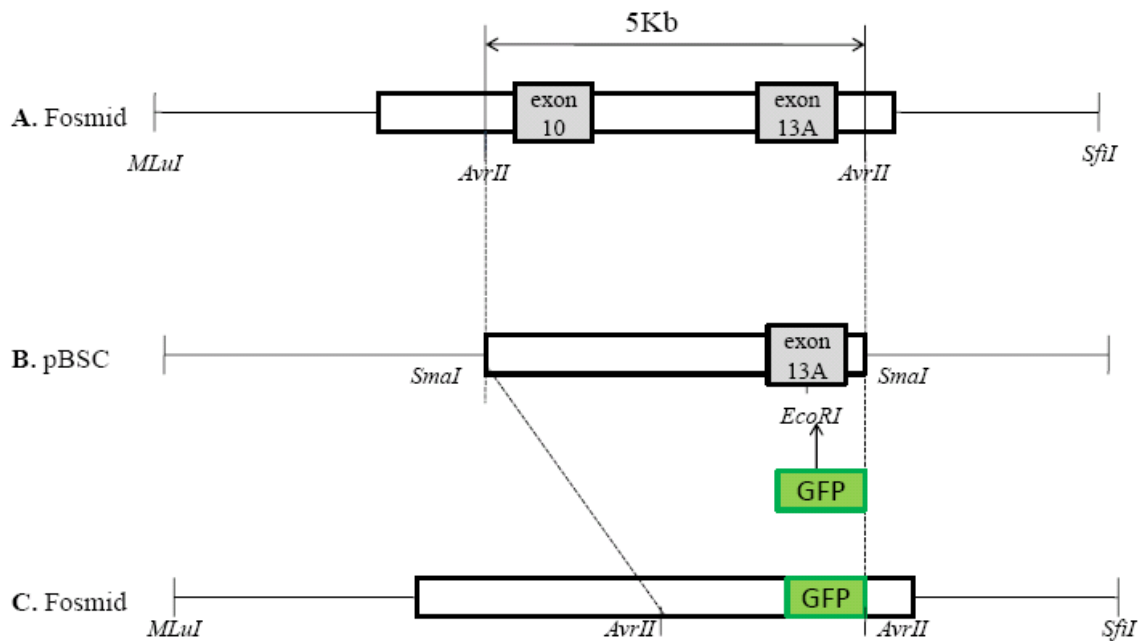 5Kb
A. Fosmid
exon
10
exon
13A
MLuI
AvrII
AvrII
SfiI
B. pBSC
exon
13A
SmaI
SmaI
EcoRI
GFP
C. Fosmid
GFP
MLuI
AvrII
AvrII
SfiI